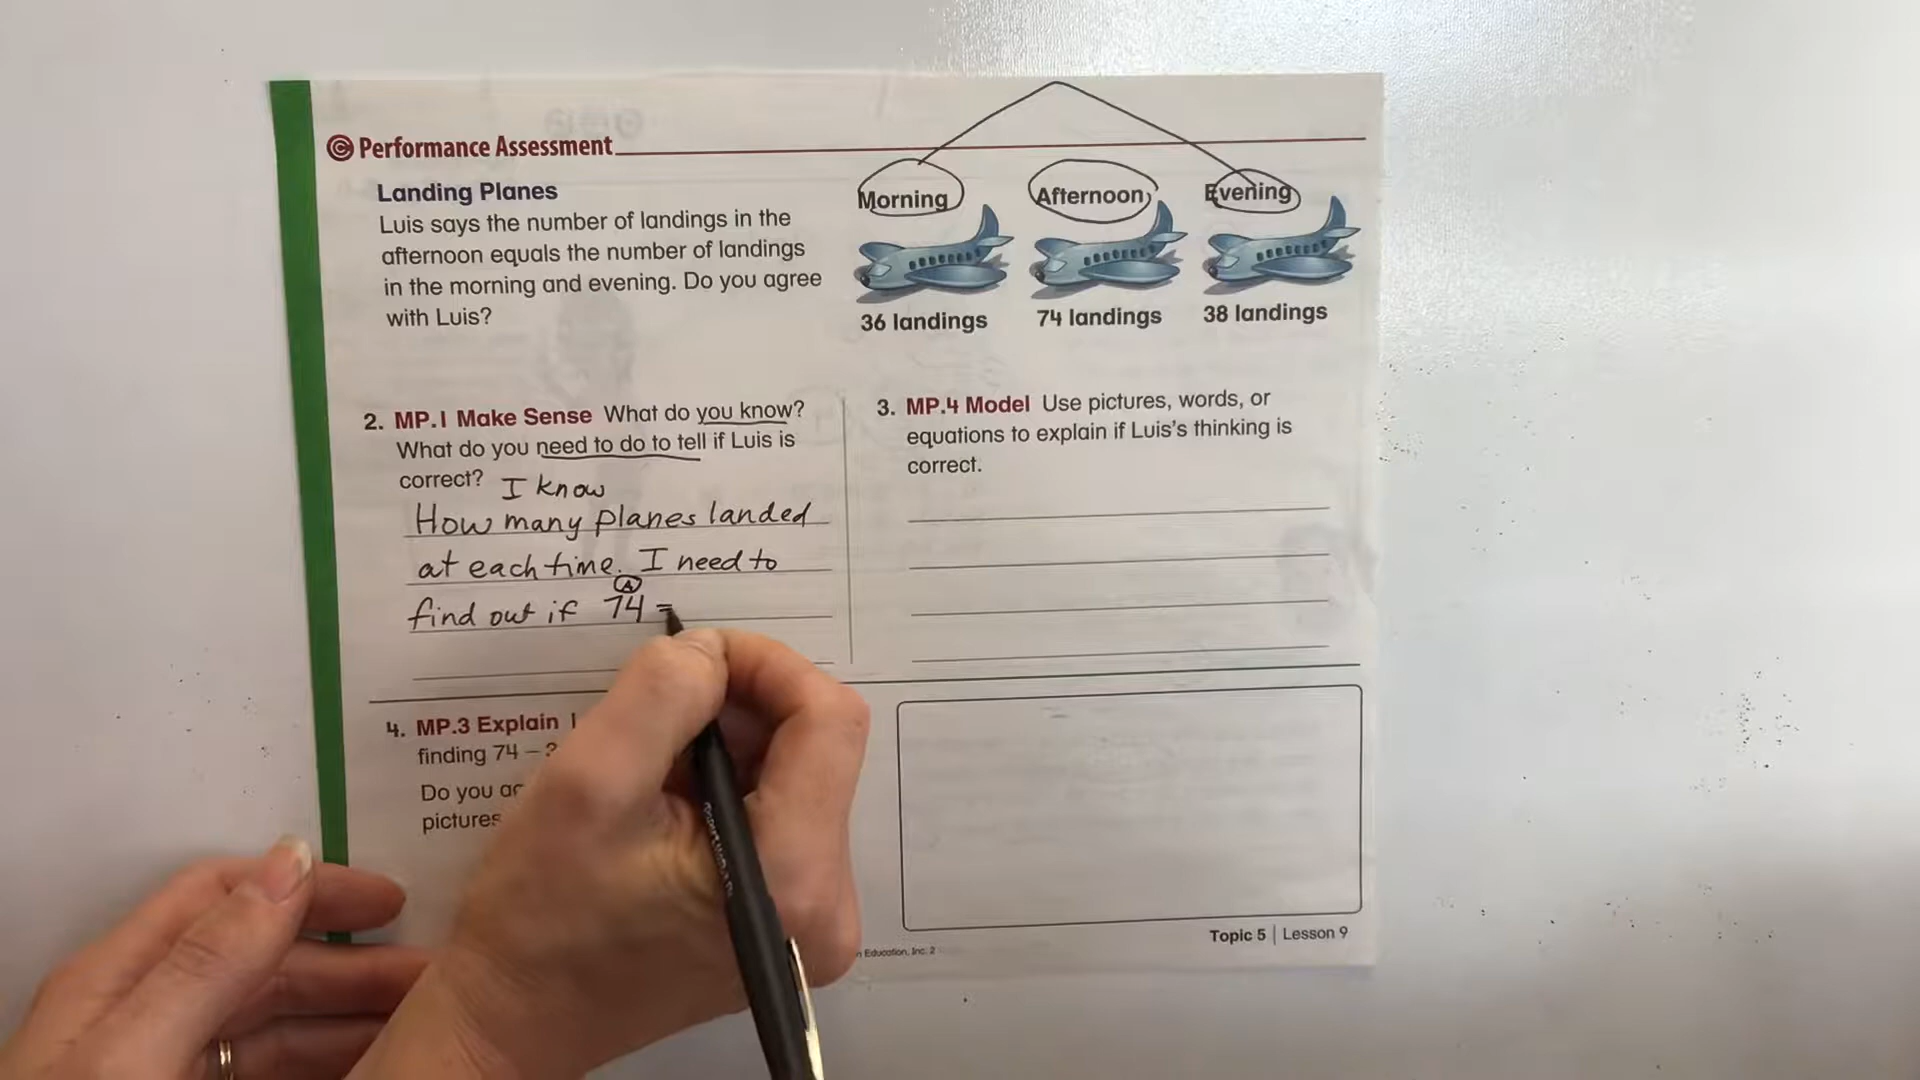 © Performance Assessment
Landing Planes
Luis says the number of landings in the
afternoon equals the number of landings
in the morning and evening. Do you agree
with Luis?
Morning Afternoon Evening
36 landings 74 landings 38 landings
2. MP.1 Make Sense What do you know?
What do you need to do to tell if Luis is
correct? I know
How many planes landed
at each time. I need to
A
find out if 74 =
3. MP.4 Model Use pictures, words, or
equations to explain if Luis's thinking is
correct.
4. MP.3 Explain
finding 74 –
Do you
pictures
Education, Inc. 2
Topic 5 | Lesson 9